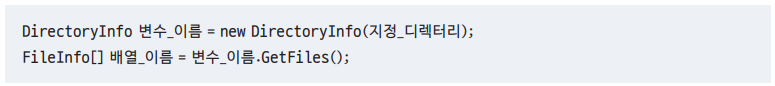 DirectoryInfo 변수_이름 = new DirectoryInfo(지정_디렉터리);
FileInfo[] 배열_이름 = 변수_이름.GetFiles();